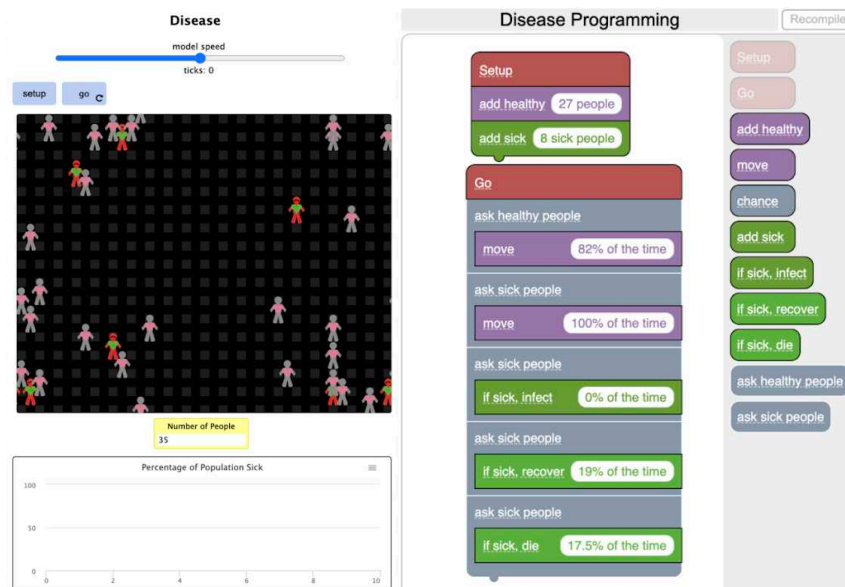 Disease
model speed
ticks: 0
setup
go
Number of People
35
Percentage of Population Sick
100
50
0
0 2 4 6 8 10
Disease Programming
Recompile
Setup
add healthy 27 people
add sick 8 sick people
Go
ask healthy people
move 82% of the time
ask sick people
move 100% of the time
ask sick people
if sick, infect 0% of the time
ask sick people
if sick, recover 19% of the time
ask sick people
if sick, die 17.5% of the time
Setup
Go
add healthy
move
chance
add sick
if sick, infect
if sick, recover
if sick, die
ask healthy people
ask sick people